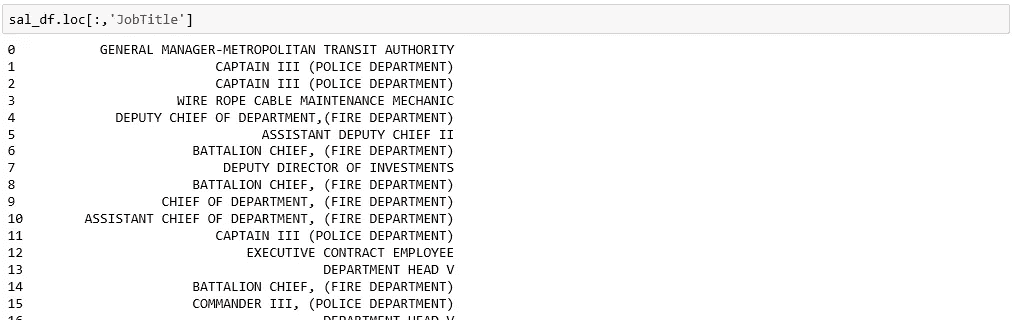 sal_df.loc[:,'JobTitle']
0 GENERAL MANAGER-METROPOLITAN TRANSIT AUTHORITY
1 CAPTAIN III (POLICE DEPARTMENT)
2 CAPTAIN III (POLICE DEPARTMENT)
3 WIRE ROPE CABLE MAINTENANCE MECHANIC
4 DEPUTY CHIEF OF DEPARTMENT,(FIRE DEPARTMENT)
5 ASSISTANT DEPUTY CHIEF II
6 BATTALION CHIEF, (FIRE DEPARTMENT)
7 DEPUTY DIRECTOR OF INVESTMENTS
8 BATTALION CHIEF, (FIRE DEPARTMENT)
9 CHIEF OF DEPARTMENT, (FIRE DEPARTMENT)
10 ASSISTANT CHIEF OF DEPARTMENT, (FIRE DEPARTMENT)
11 CAPTAIN III (POLICE DEPARTMENT)
12 EXECUTIVE CONTRACT EMPLOYEE
13 DEPARTMENT HEAD V
14 BATTALION CHIEF, (FIRE DEPARTMENT)
15 COMMANDER III, (POLICE DEPARTMENT)
16 DEPARTMENT HEAD V